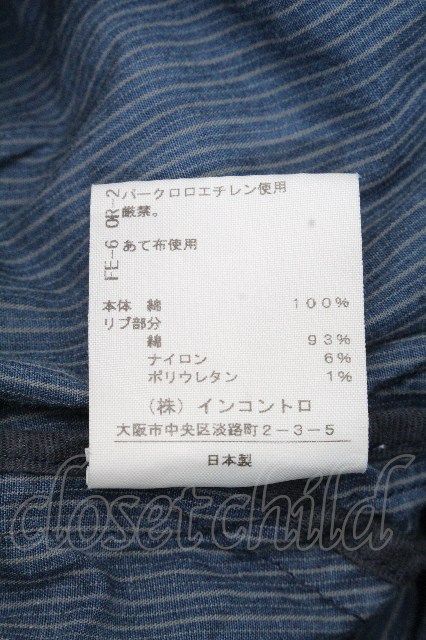 FE-6 OR-2
パークロロエチレン使用
厳禁。
あて布使用
本体 綿 100%
リブ部分
綿 93%
ナイロン 6%
ポリウレタン 1%
(株)インコントロ
大阪市中央区淡路町2-3-5
日本製
closetchild